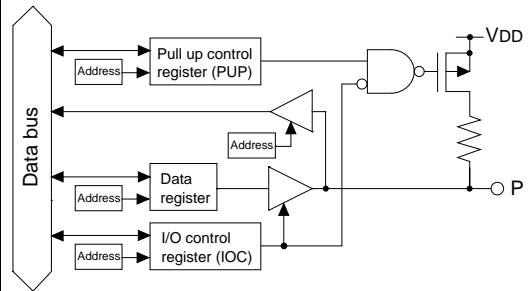 Data bus
Pull up control
register (PUP)
VDD
Address
Address
Data
register
P
Address
I/O control
register (IOC)
Address